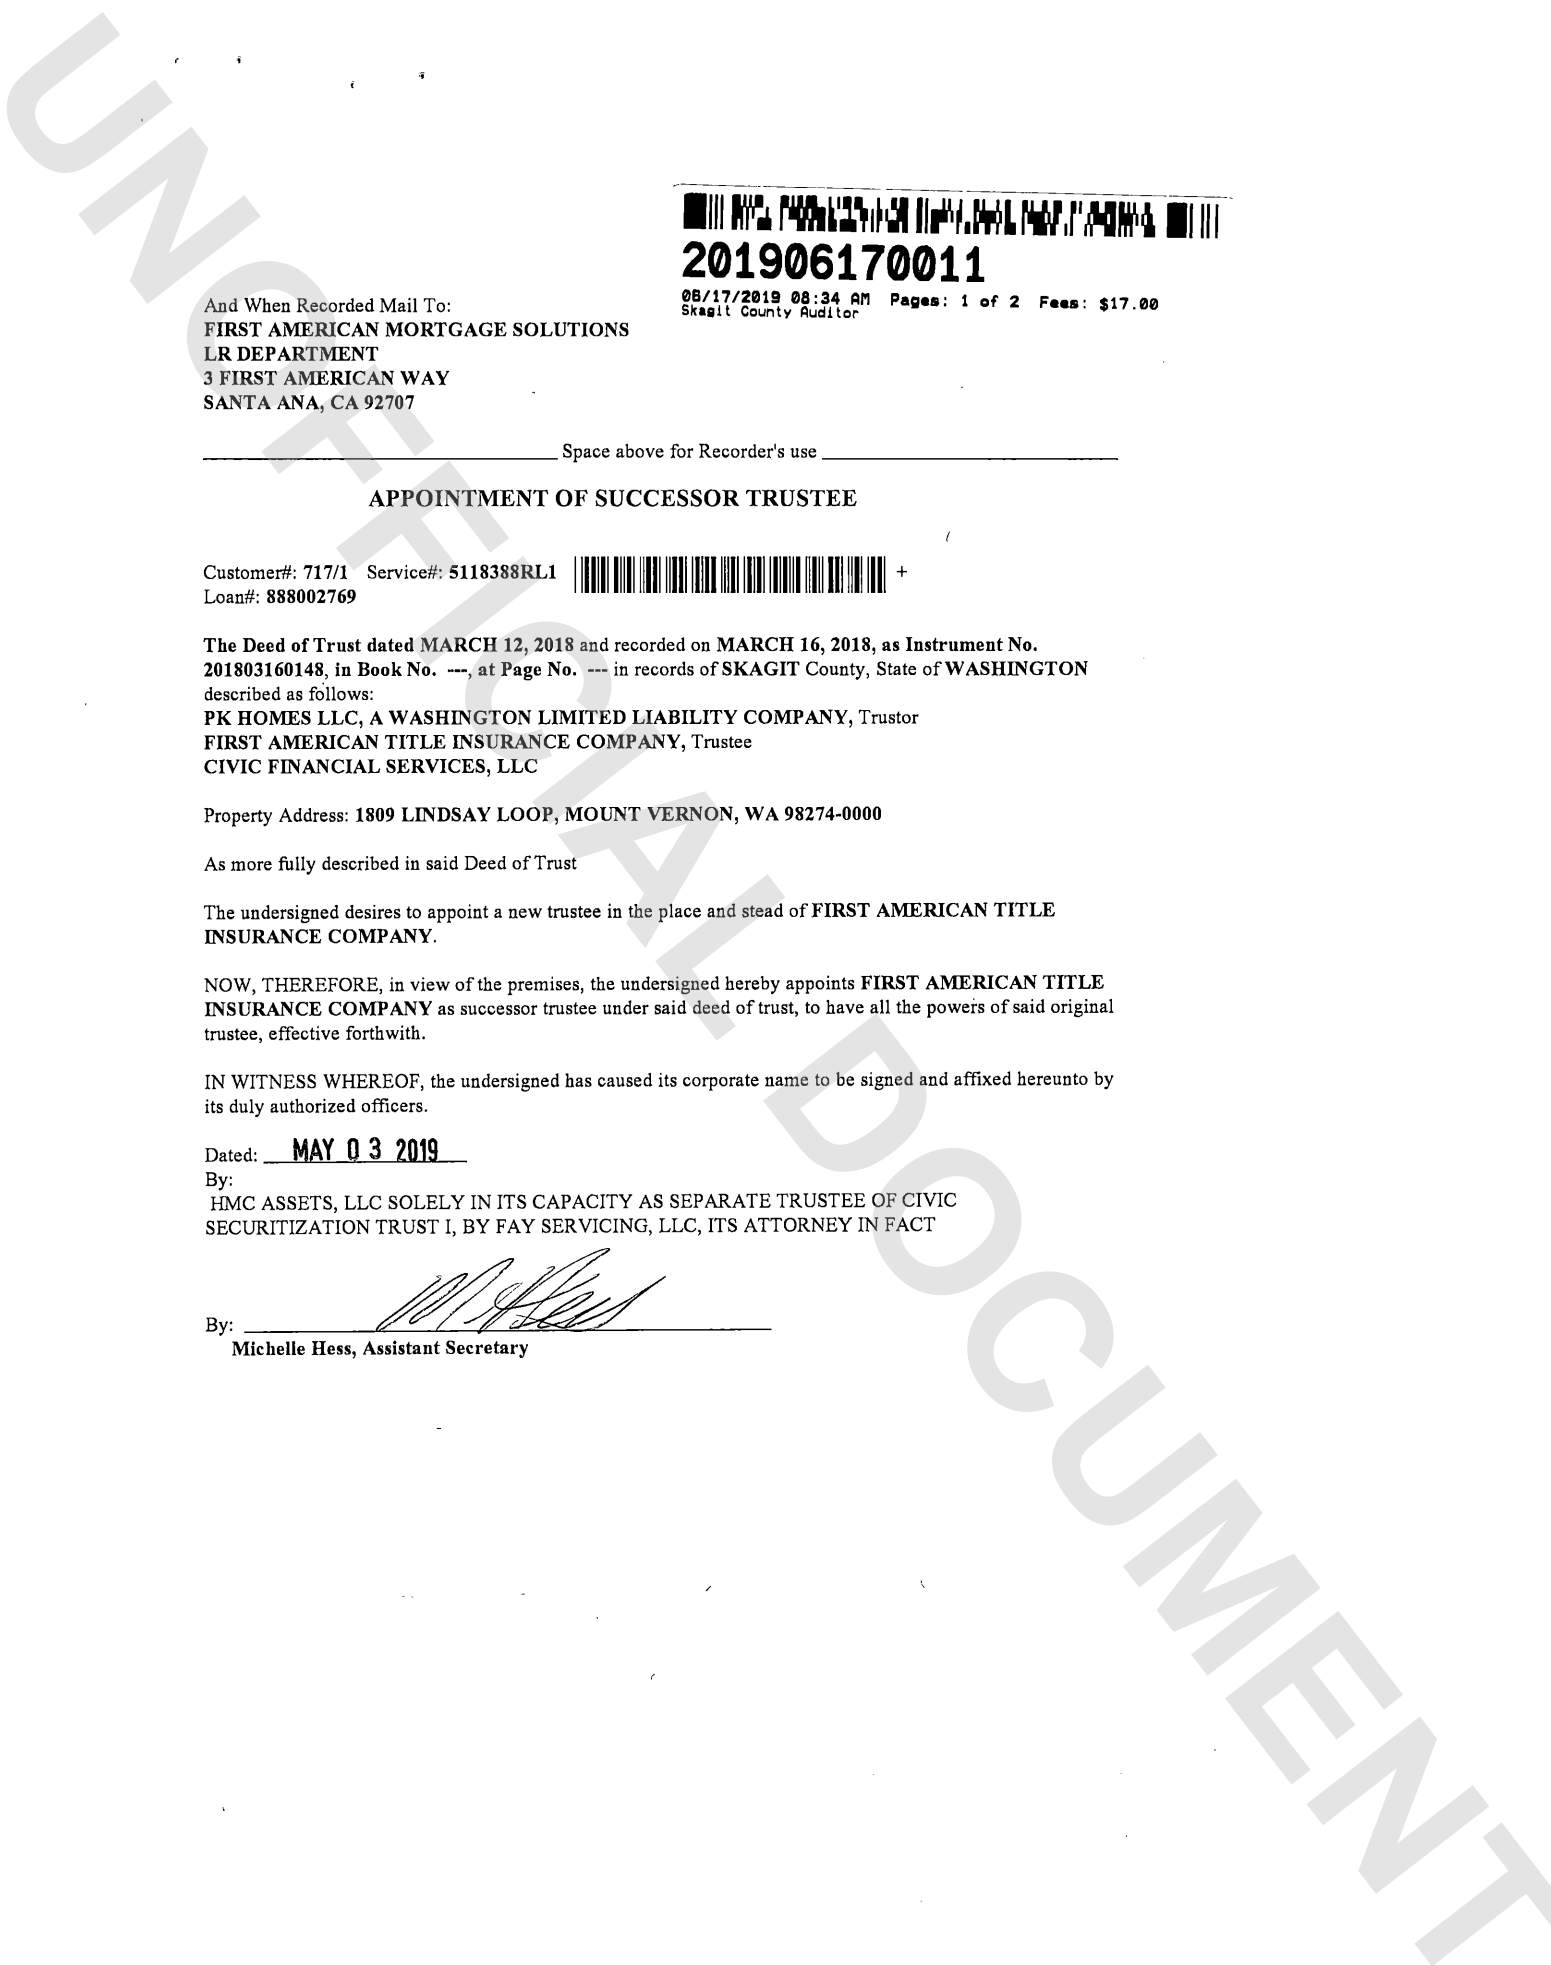 201906170011
06/17/2019 08:34 AM Pages: 1 of 2 Fees: $17.00
Skagit County Auditor
And When Recorded Mail To:
FIRST AMERICAN MORTGAGE SOLUTIONS
LR DEPARTMENT
3 FIRST AMERICAN WAY
SANTA ANA, CA 92707
Space above for Recorder's use
APPOINTMENT OF SUCCESSOR TRUSTEE
Customer#: 717/1 Service#: 5118388RL1 +
Loan#: 888002769
The Deed of Trust dated MARCH 12, 2018 and recorded on MARCH 16, 2018, as Instrument No.
201803160148, in Book No. ---, at Page No. --- in records of SKAGIT County, State of WASHINGTON
described as follows:
PK HOMES LLC, A WASHINGTON LIMITED LIABILITY COMPANY, Trustor
FIRST AMERICAN TITLE INSURANCE COMPANY, Trustee
CIVIC FINANCIAL SERVICES, LLC
Property Address: 1809 LINDSAY LOOP, MOUNT VERNON, WA 98274-0000
As more fully described in said Deed of Trust
The undersigned desires to appoint a new trustee in the place and stead of FIRST AMERICAN TITLE
INSURANCE COMPANY.
NOW, THEREFORE, in view of the premises, the undersigned hereby appoints FIRST AMERICAN TITLE
INSURANCE COMPANY as successor trustee under said deed of trust, to have all the powers of said original
trustee, effective forthwith.
IN WITNESS WHEREOF, the undersigned has caused its corporate name to be signed and affixed hereunto by
its duly authorized officers.
Dated: MAY 03 2019
By:
HMC ASSETS, LLC SOLELY IN ITS CAPACITY AS SEPARATE TRUSTEE OF CIVIC
SECURITIZATION TRUST I, BY FAY SERVICING, LLC, ITS ATTORNEY IN FACT
By: M Hess
Michelle Hess, Assistant Secretary
UNOFFICIAL DOCUMENT